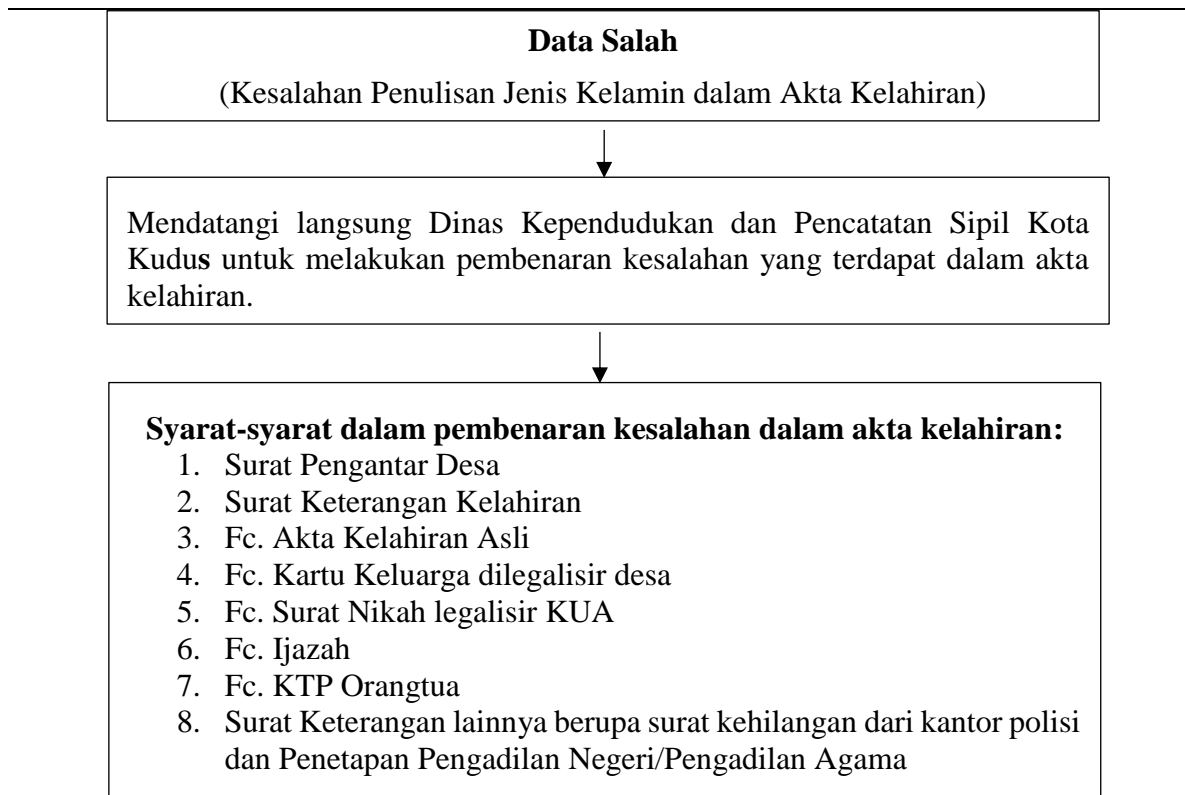 Data Salah
(Kesalahan Penulisan Jenis Kelamin dalam Akta Kelahiran)
Mendatangi langsung Dinas Kependudukan dan Pencatatan Sipil Kota
Kudus untuk melakukan pembenaran kesalahan yang terdapat dalam akta
kelahiran.
Syarat-syarat dalam pembenaran kesalahan dalam akta kelahiran:
1. Surat Pengantar Desa
2. Surat Keterangan Kelahiran
3. Fc. Akta Kelahiran Asli
4. Fc. Kartu Keluarga dilegalisir desa
5. Fc. Surat Nikah legalisir KUA
6. Fc. Ijazah
7. Fc. KTP Orangtua
8. Surat Keterangan lainnya berupa surat kehilangan dari kantor polisi
dan Penetapan Pengadilan Negeri/Pengadilan Agama